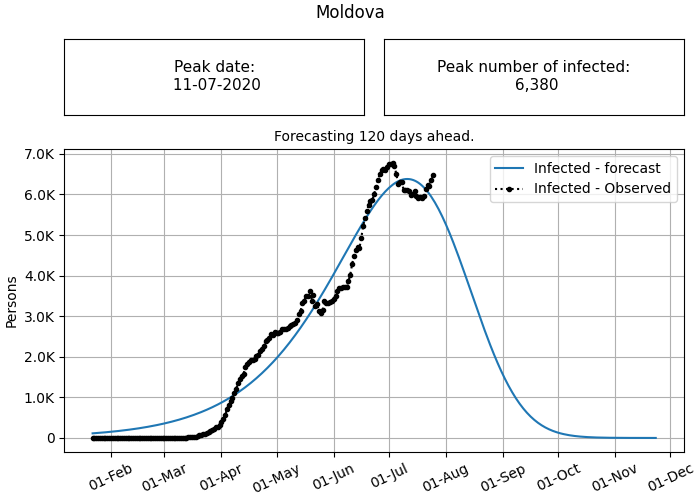 Moldova
Peak date:
11-07-2020
Peak number of infected:
6,380
Forecasting 120 days ahead.
7.0K
6.0K
5.0K
4.0K
3.0K
2.0K
1.0K
0
Persons
Infected - forecast
Infected - Observed
01-Feb
01-Mar
01-Apr
01-May
01-Jun
01-Jul
01-Aug
01-Sep
01-Oct
01-Nov
01-Dec